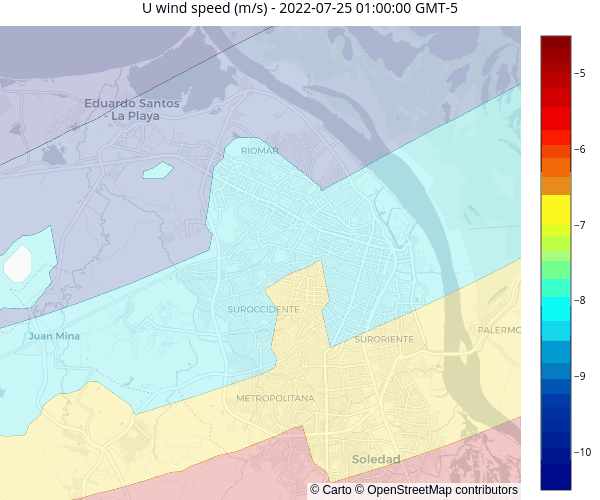 U wind speed (m/s) - 2022-07-25 01:00:00 GMT-5
Eduardo Santos
La Playa
RIOMAR
SUROCCIDENTE
Juan Mina
SURORIENTE
PALERMO
METROPOLITANA
Soledad
© Carto © OpenStreetMap contributors
−5
−6
−7
−8
−9
−10